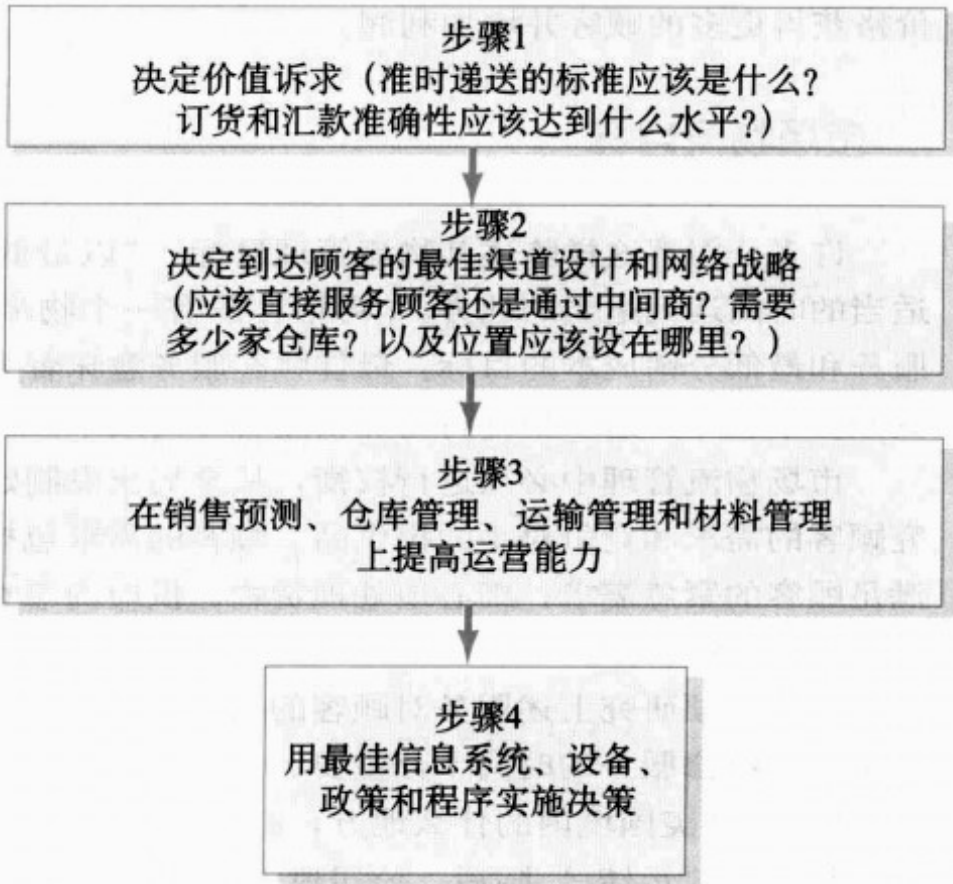 步骤1
决定价值诉求（准时递送的标准应该是什么？
订货和汇款准确性应该达到什么水平？）
步骤2
决定到达顾客的最佳渠道设计和网络战略
（应该直接服务顾客还是通过中间商？需要
多少家仓库？以及位置应该设在哪里？）
步骤3
在销售预测、仓库管理、运输管理和材料管理
上提高运营能力
步骤4
用最佳信息系统、设备、
政策和程序实施决策